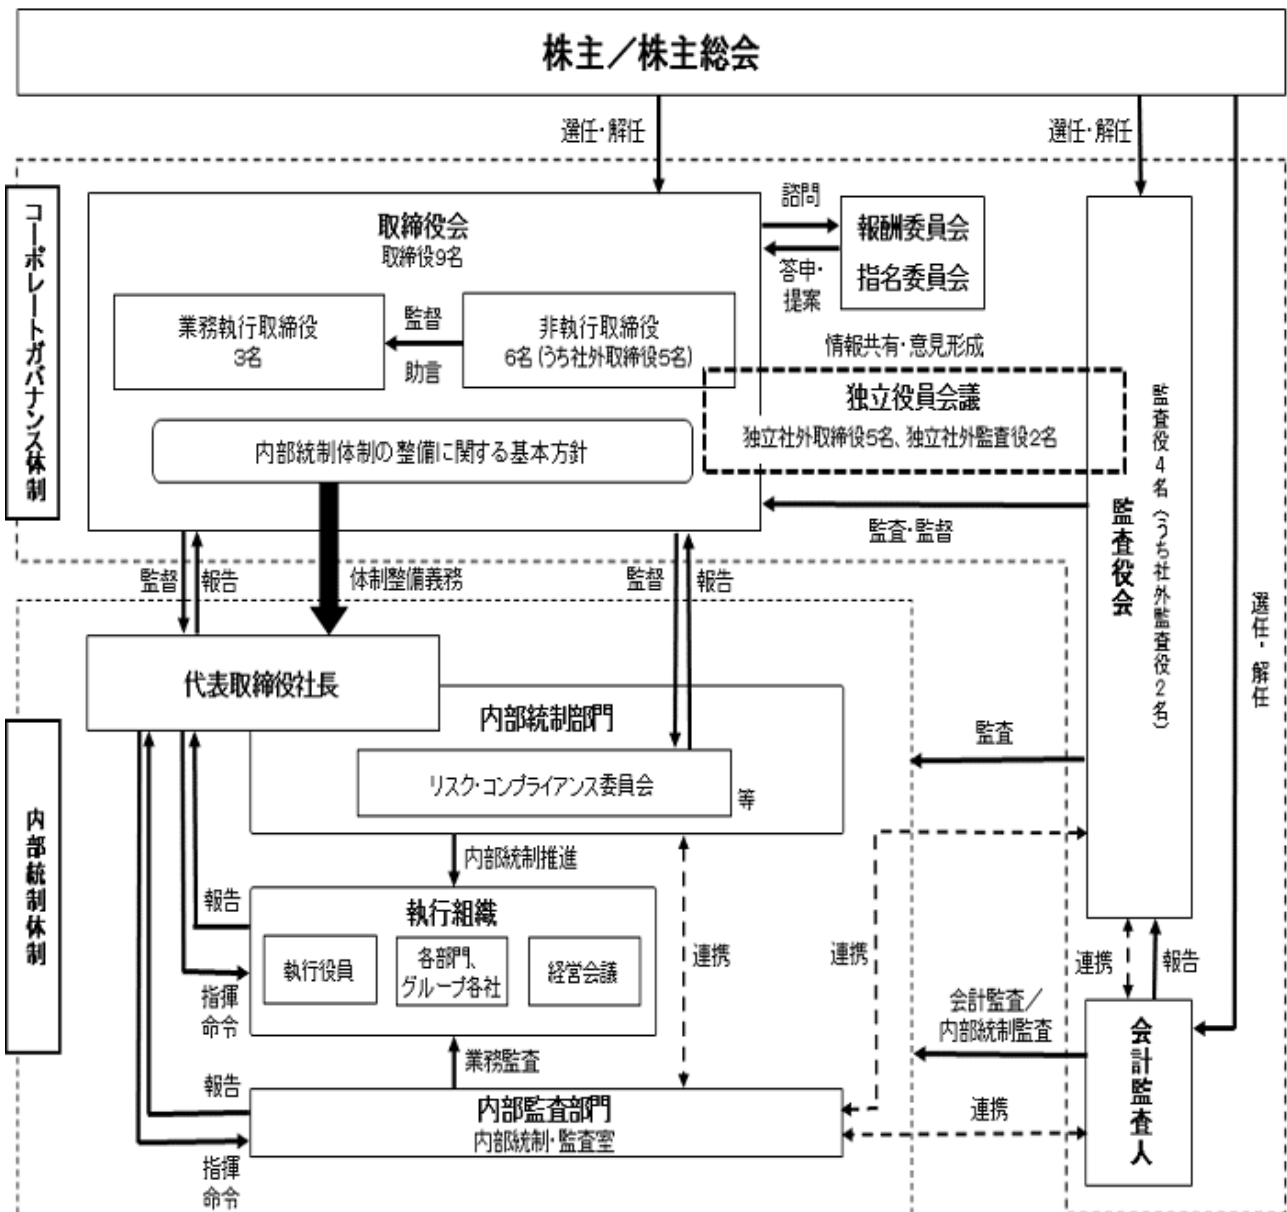 株主／株主総会
選任・解任
選任・解任
コーポレートガバナンス体制
取締役会
取締役9名
諮問
報酬委員会
答申・
提案
指名委員会
業務執行取締役
3名
監督
助言
非執行取締役
6名（うち社外取締役5名）
情報共有・意見形成
独立役員会議
独立社外取締役5名、独立社外監査役2名
内部統制体制の整備に関する基本方針
監査・監督
監査役会
監査役4名（うち社外監査役2名）
選任・解任
監督
報告
体制整備義務
監督
報告
内部統制体制
代表取締役社長
内部統制部門
リスク・コンプライアンス委員会
等
監査
内部統制推進
報告
執行組織
執行役員
各部門、
グループ各社
経営会議
指揮
命令
連携
連携
連携
報告
会計監査／
内部統制監査
会計監査人
業務監査
報告
内部監査部門
内部統制・監査室
連携
指揮
命令